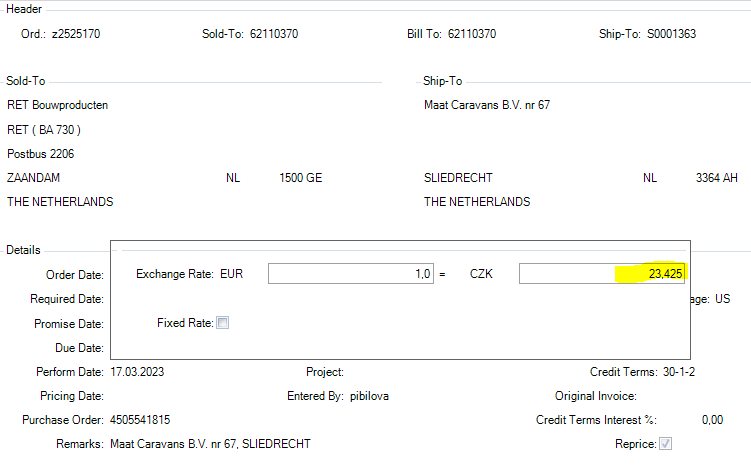 Header
Ord.: z2525170 Sold-To: 62110370 Bill To: 62110370 Ship-To: S0001363
Sold-To Ship-To
RET Bouwproducten Maat Caravans B.V. nr 67
RET ( BA 730 )
Postbus 2206
ZAANDAM NL 1500 GE SLIEDRECHT NL 3364 AH
THE NETHERLANDS THE NETHERLANDS
Details
Order Date: Exchange Rate: EUR 1,0 = CZK 23,425
Required Date: age: US
Promise Date: Fixed Rate:
Due Date:
Perform Date: 17.03.2023 Project: Credit Terms: 30-1-2
Pricing Date: Entered By: pibilova Original Invoice:
Purchase Order: 4505541815 Credit Terms Interest %: 0,00
Remarks: Maat Caravans B.V. nr 67, SLIEDRECHT Reprice: